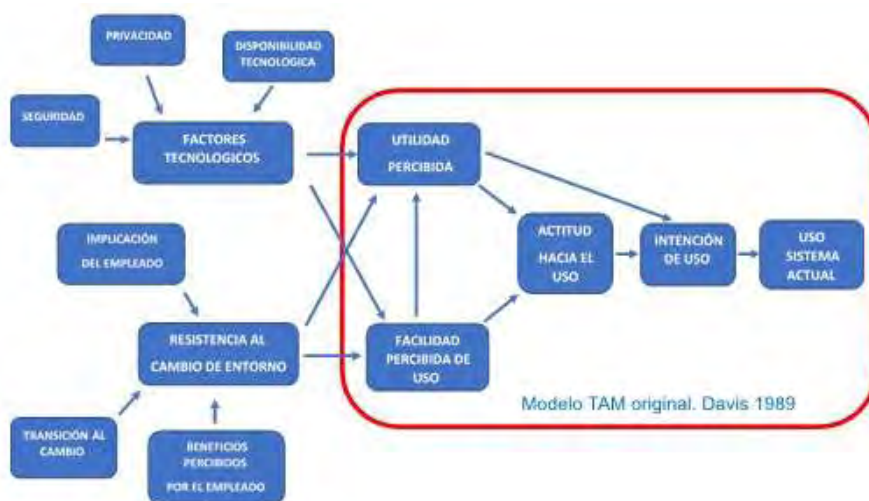 PRIVACIDAD
DISPONIBILIDAD
TECNOLOGICA
SEGURIDAD
FACTORES
TECNOLOGICOS
UTILIDAD
PERCIBIDA
IMPLICACIÓN
DEL EMPLEADO
ACTITUD
HACIA EL
USO
INTENCIÓN
DE USO
USO
SISTEMA
ACTUAL
RESISTENCIA AL
CAMBIO DE ENTORNO
FACILIDAD
PERCIBIDA DE
USO
Modelo TAM original. Davis 1989
TRANSICIÓN AL
CAMBIO
BENEFICIOS
PERCIBIDOS
POR EL EMPLEADO